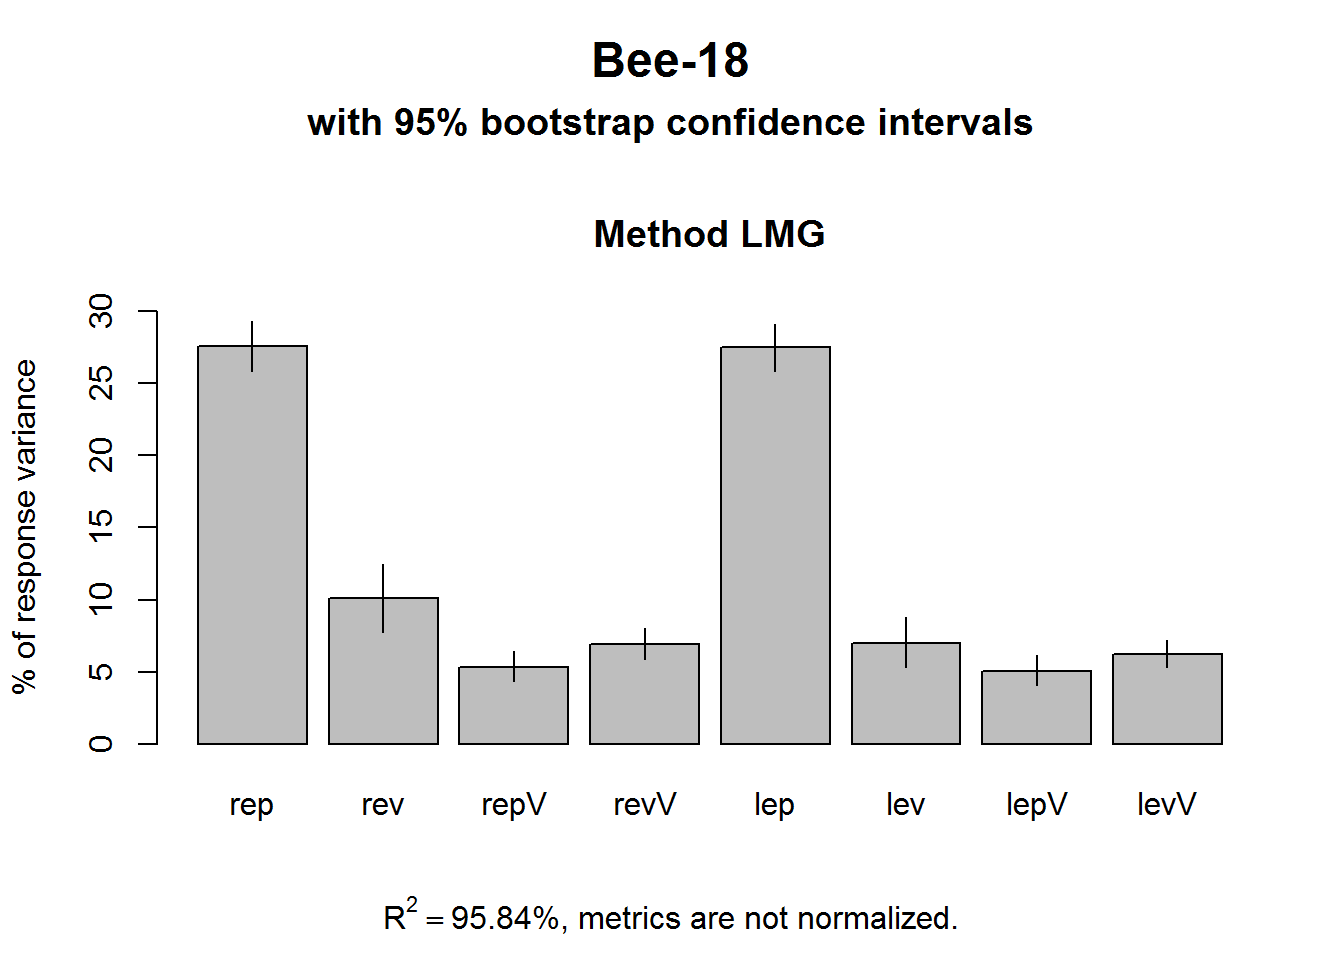 Bee-18
with 95% bootstrap confidence intervals
Method LMG
% of response variance
30
25
20
15
10
5
0
rep rev repV revV lep lev lepV levV
R² = 95.84%, metrics are not normalized.